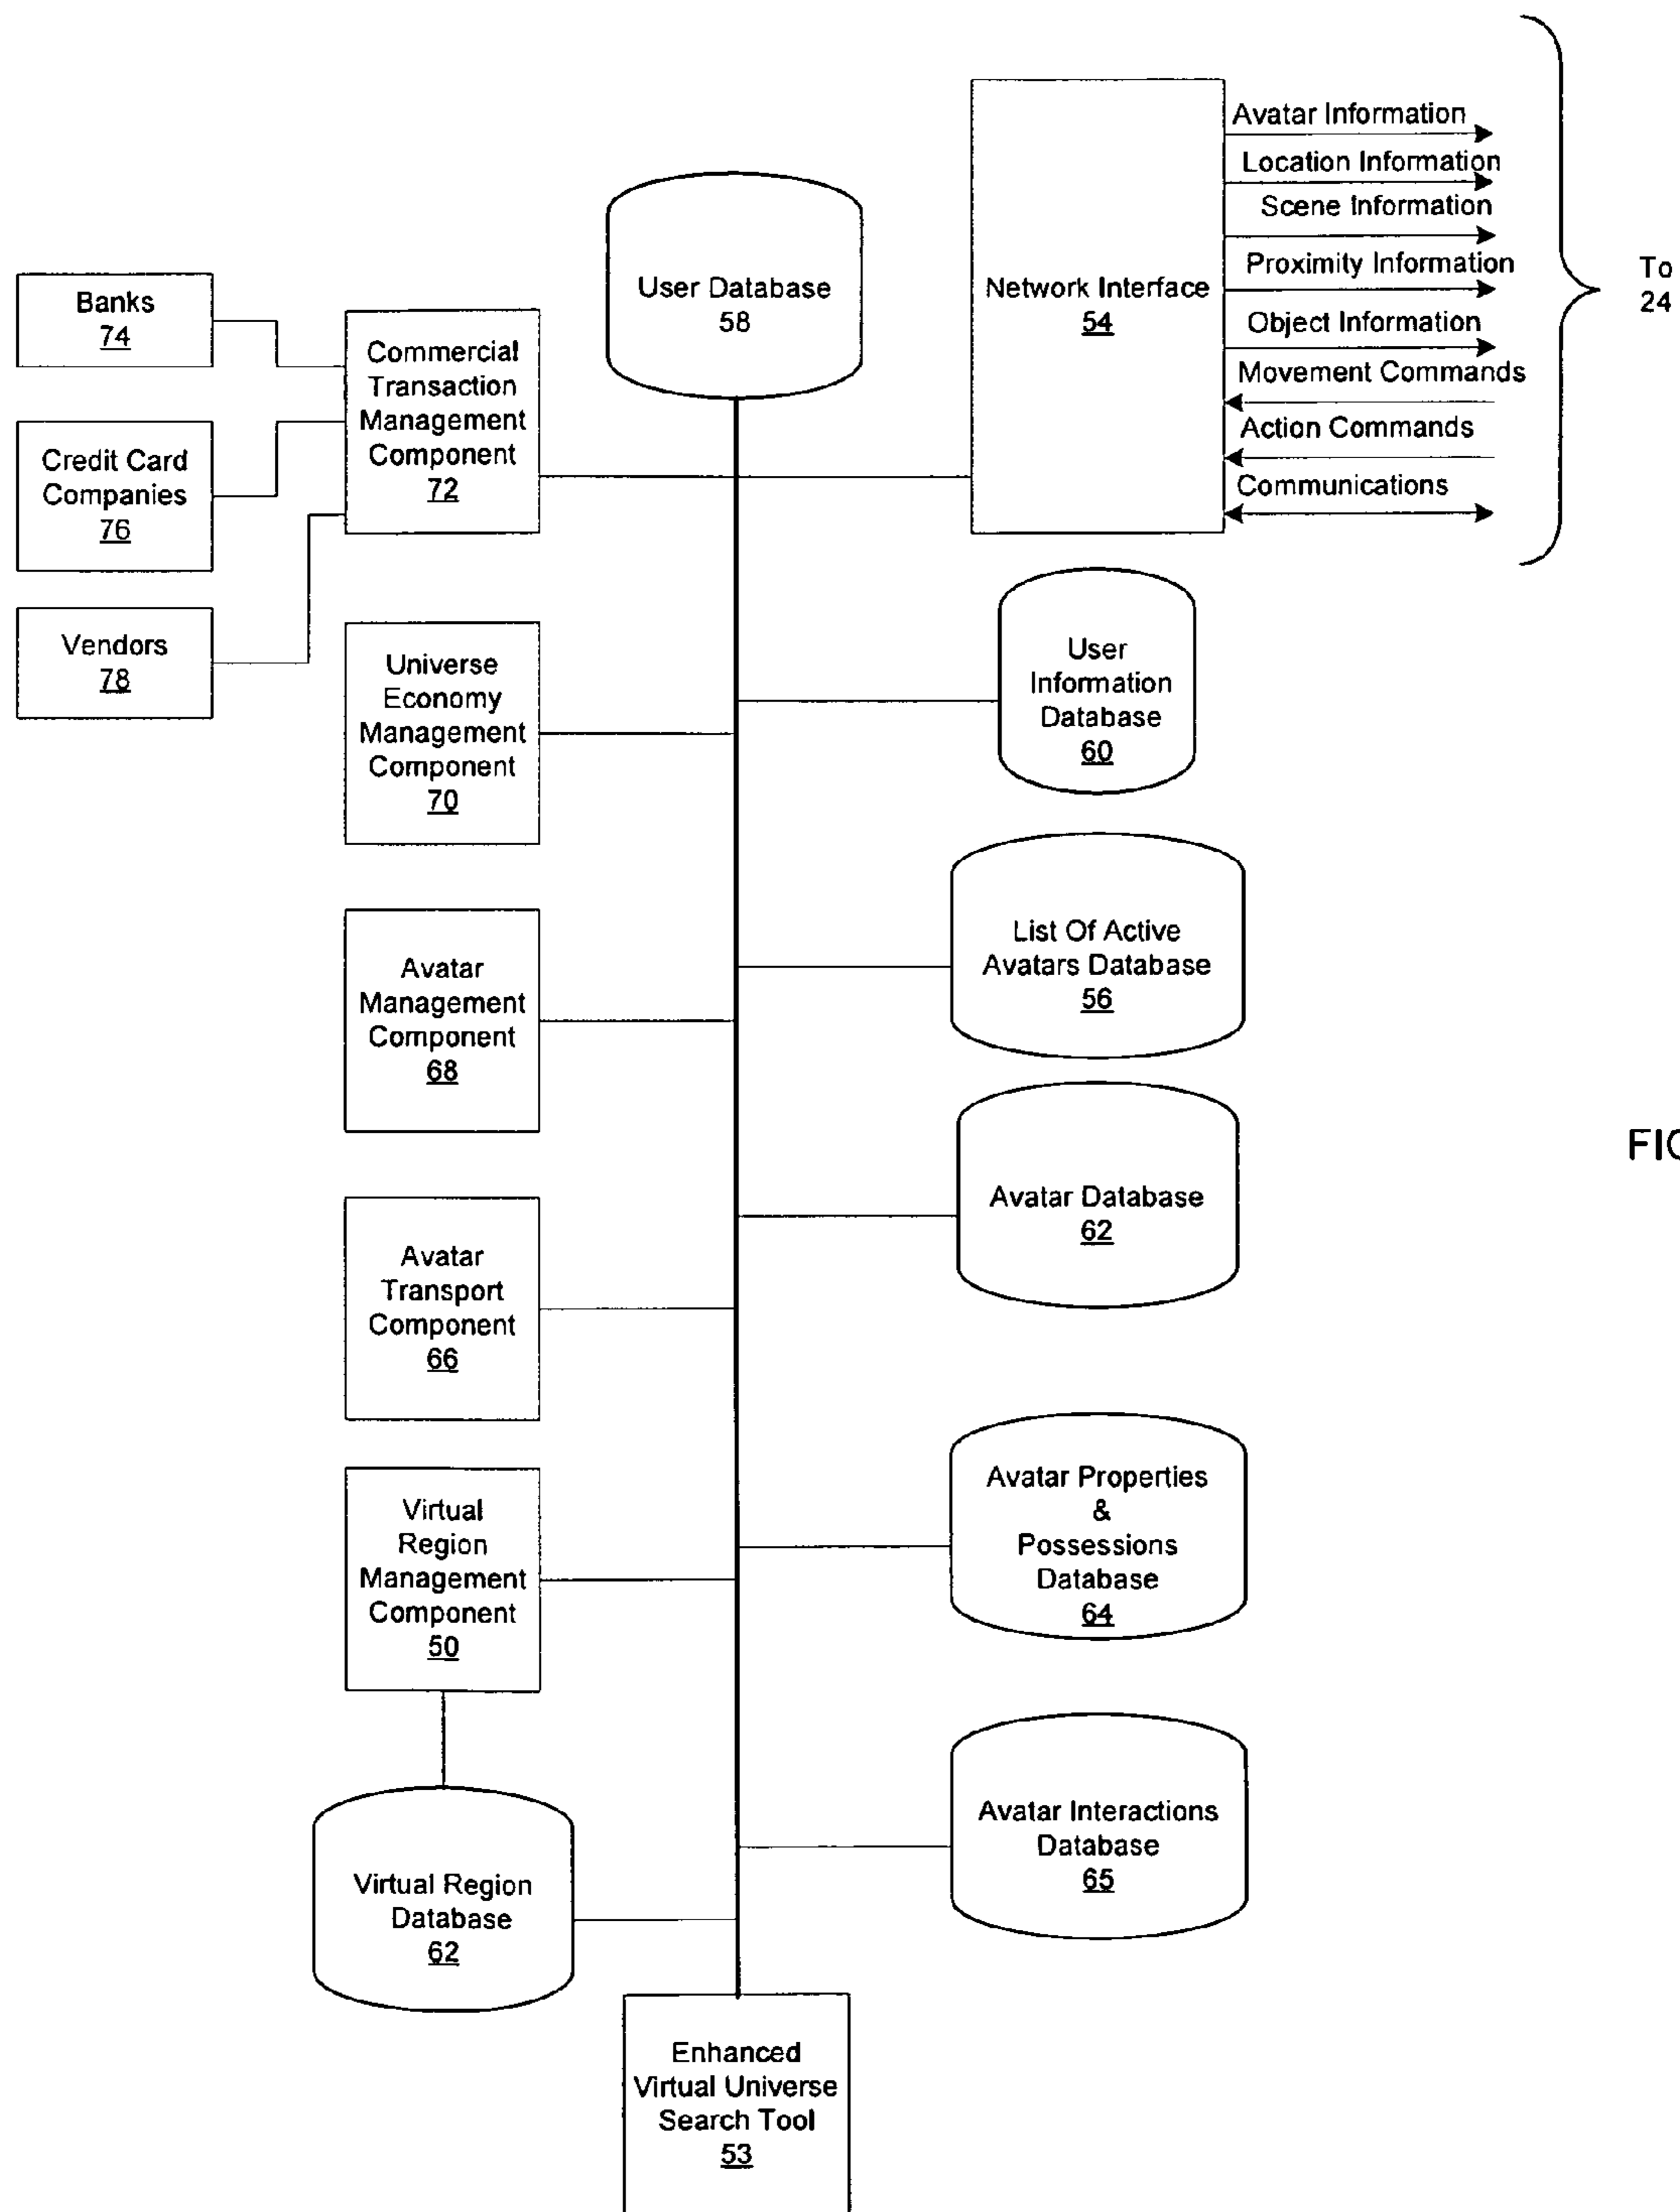 Avatar Information
Location Information
Scene Information
Proximity Information
Object Information
Movement Commands
Action Commands
Communications
To
24
Network Interface
54
User Database
58
Banks
74
Credit Card
Companies
76
Vendors
78
Commercial
Transaction
Management
Component
72
Universe
Economy
Management
Component
70
User
Information
Database
60
List Of Active
Avatars Database
56
Avatar
Management
Component
68
Avatar Database
62
FIG
Avatar
Transport
Component
66
Avatar Properties
&
Possessions
Database
64
Virtual
Region
Management
Component
50
Avatar Interactions
Database
65
Virtual Region
Database
62
Enhanced
Virtual Universe
Search Tool
53